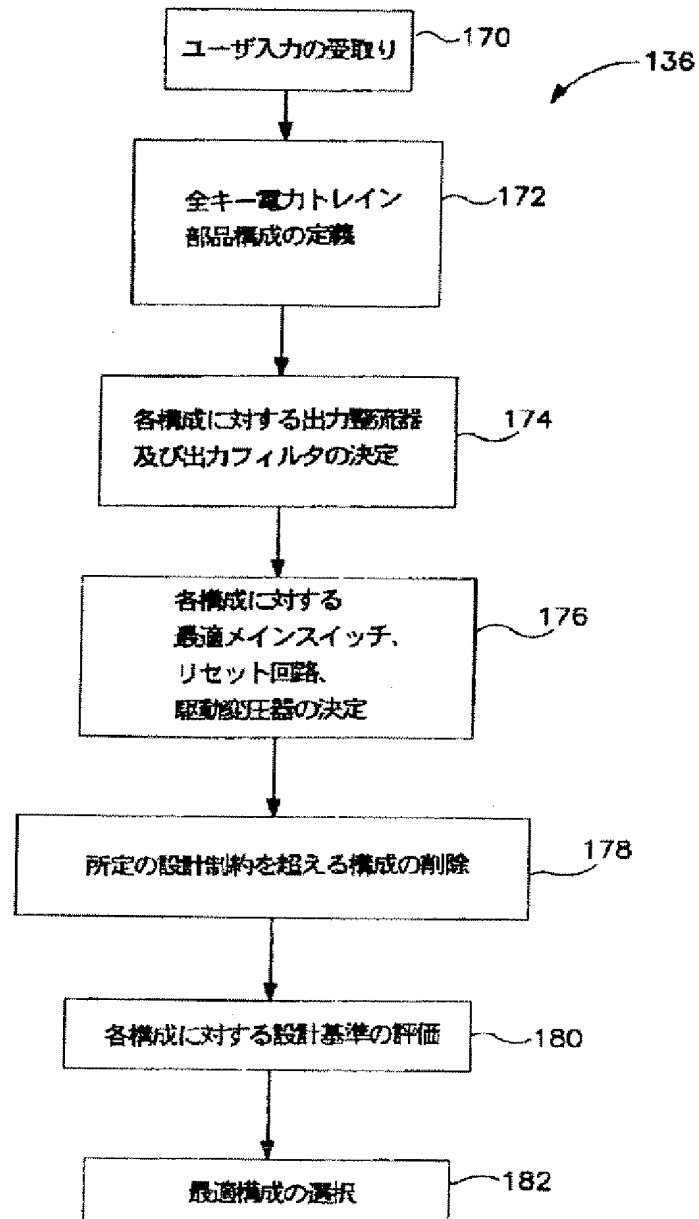 ユーザ入力の受取り
170
136
全キー電力トレイン
部品構成の定義
172
各構成に対する出力整流器
及び出力フィルタの決定
174
各構成に対する
最適メインスイッチ、
リセット回路、
駆動変圧器の決定
176
所定の設計制約を超える構成の削除
178
各構成に対する設計基準の評価
180
最適構成の選択
182